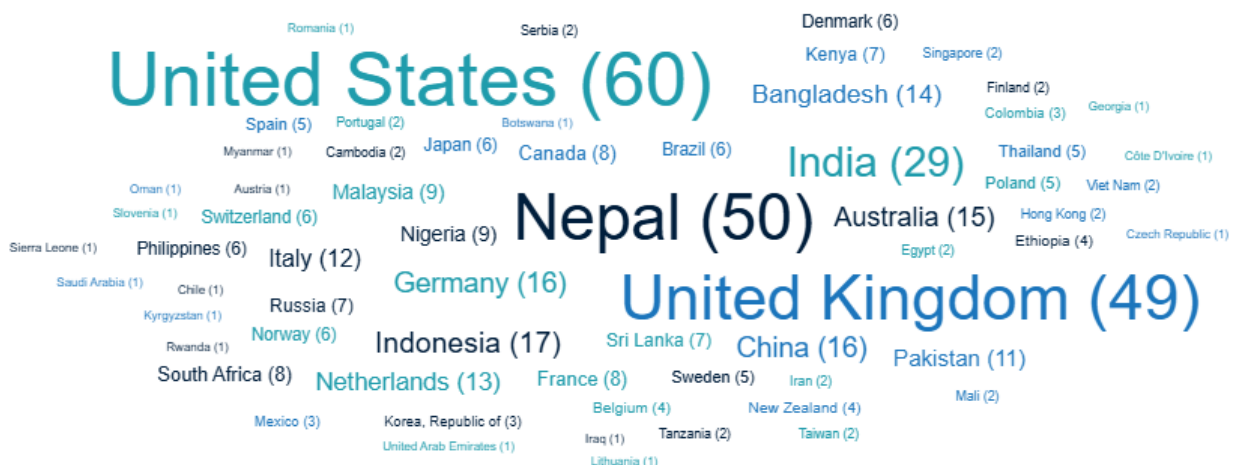 Romania (1)
Serbia (2)
Denmark (6)
United States (60)
Kenya (7)
Singapore (2)
Bangladesh (14)
Finland (2)
Georgia (1)
Colombia (3)
Spain (5)
Portugal (2)
Botswana (1)
Japan (6)
Canada (8)
Brazil (6)
India (29)
Thailand (5)
Côte D'Ivoire (1)
Myanmar (1)
Cambodia (2)
Oman (1)
Austria (1)
Malaysia (9)
Poland (5)
Viet Nam (2)
Slovenia (1)
Switzerland (6)
Nepal (50)
Australia (15)
Hong Kong (2)
Sierra Leone (1)
Philippines (6)
Italy (12)
Nigeria (9)
Egypt (2)
Ethiopia (4)
Czech Republic (1)
Saudi Arabia (1)
Chile (1)
Germany (16)
United Kingdom (49)
Kyrgyzstan (1)
Russia (7)
Norway (6)
Rwanda (1)
Indonesia (17)
Sri Lanka (7)
China (16)
Pakistan (11)
South Africa (8)
Netherlands (13)
France (8)
Sweden (5)
Iran (2)
Mali (2)
Mexico (3)
Korea, Republic of (3)
Belgium (4)
New Zealand (4)
United Arab Emirates (1)
Iraq (1)
Tanzania (2)
Taiwan (2)
Lithuania (1)